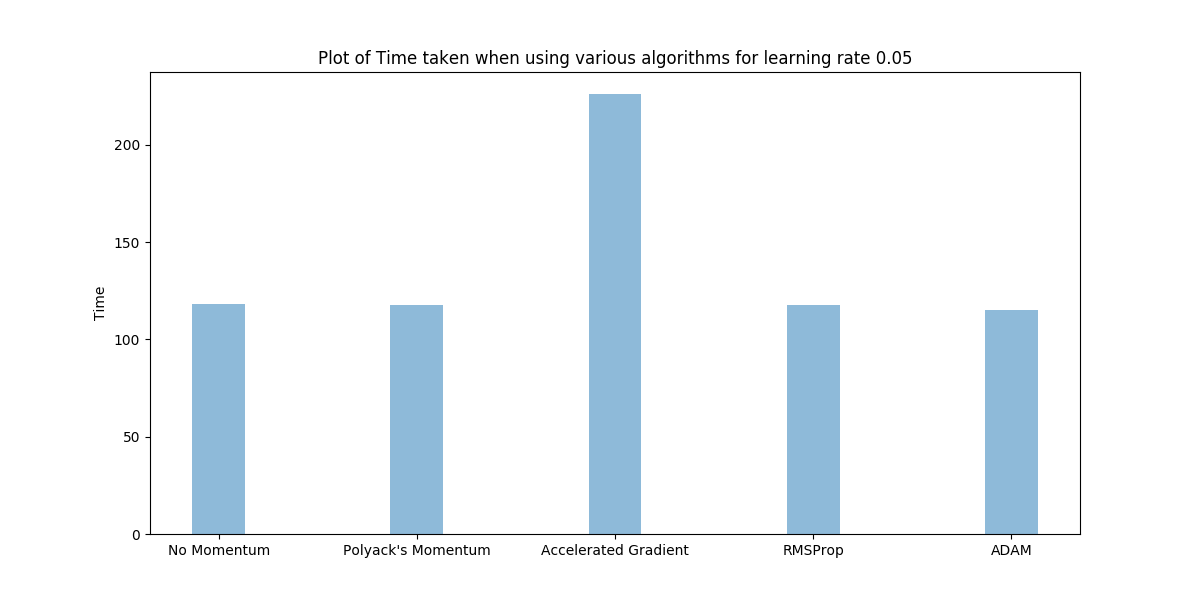 Plot of Time taken when using various algorithms for learning rate 0.05
200
150
100
50
0
Time
No Momentum
Polyack's Momentum
Accelerated Gradient
RMSProp
ADAM